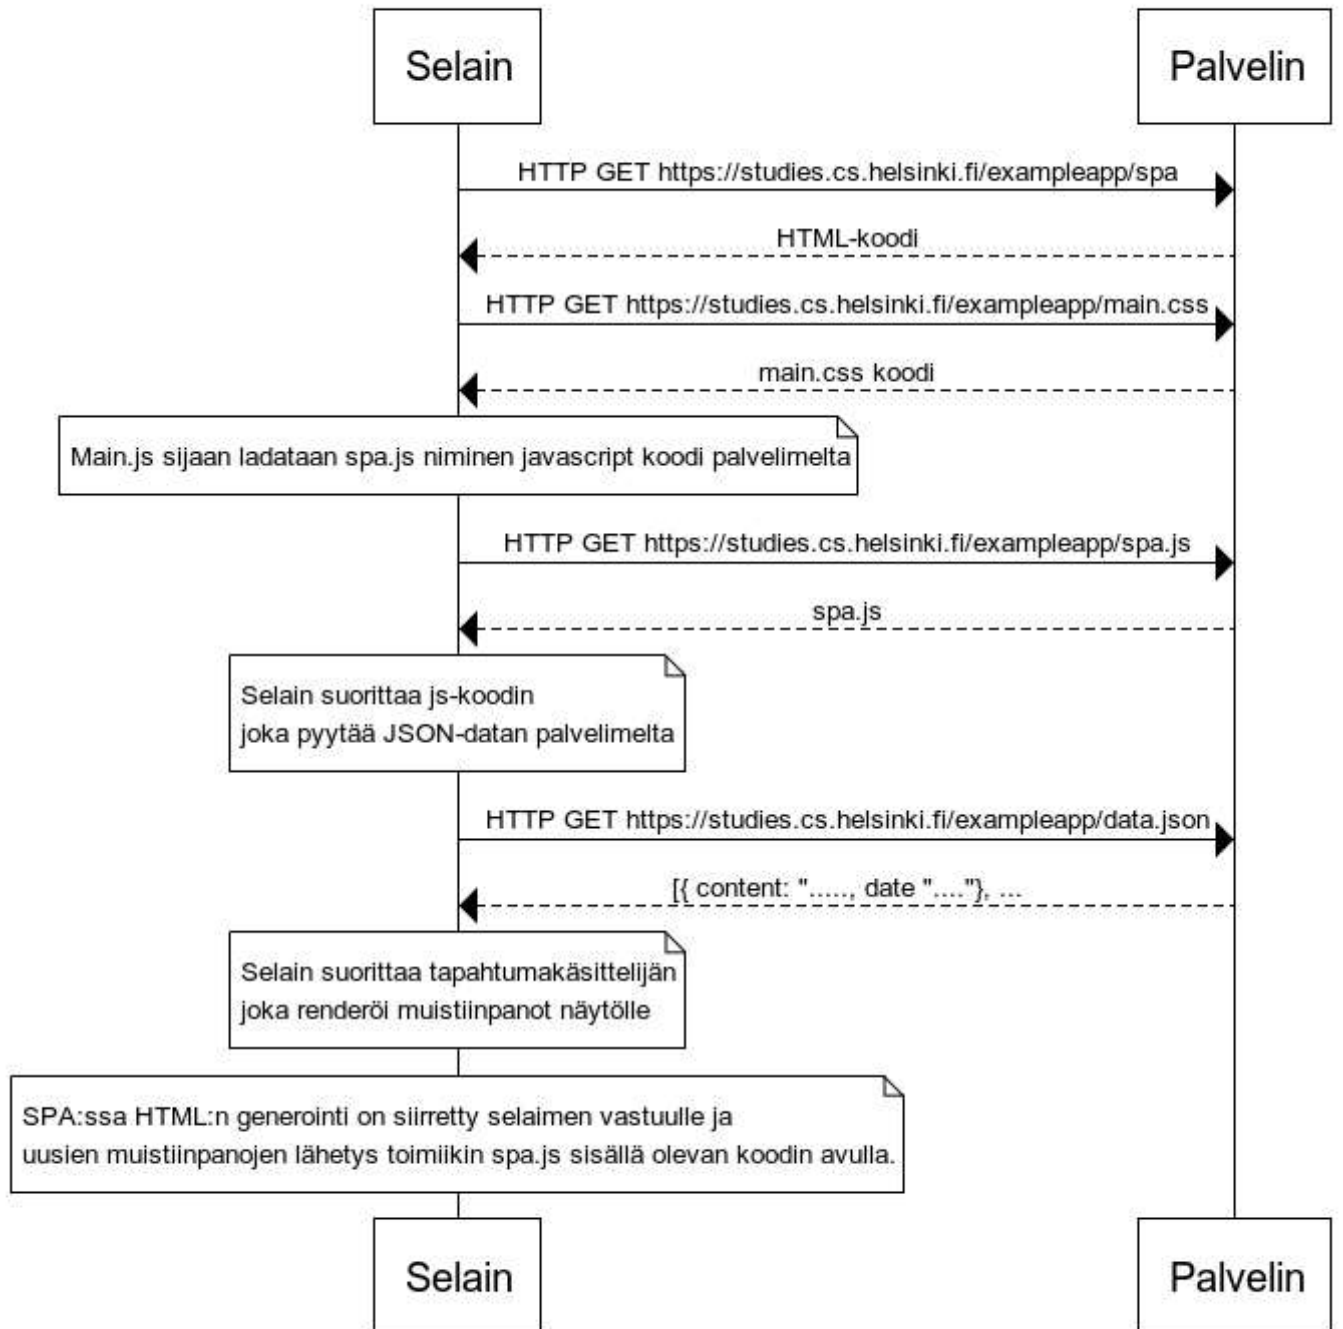 Selain
Palvelin
HTTP GET https://studies.cs.helsinki.fi/exampleapp/spa
HTML-koodi
HTTP GET https://studies.cs.helsinki.fi/exampleapp/main.css
main.css koodi
Main.js sijaan ladataan spa.js niminen javascript koodi palvelimelta
HTTP GET https://studies.cs.helsinki.fi/exampleapp/spa.js
spa.js
Selain suorittaa js-koodin
joka pyytää JSON-datan palvelimelta
HTTP GET https://studies.cs.helsinki.fi/exampleapp/data.json
[{ content: "....., date "...."}, ...
Selain suorittaa tapahtumakäsittelijän
joka renderöi muistiinpanot näytölle
SPA:ssa HTML:n generointi on siirretty selaimen vastuulle ja
uusien muistiinpanojen lähetys toimiikin spa.js sisällä olevan koodin avulla.
Selain
Palvelin